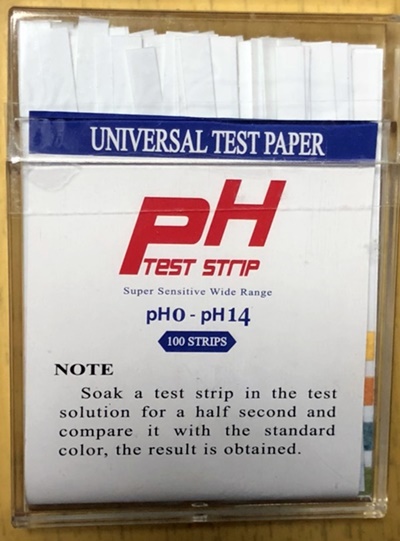 UNIVERSAL TEST PAPER
pH
TEST STRIP
Super Sensitive Wide Range
pH0 - pH14
100 STRIPS
NOTE
Soak a test strip in the test
solution for a half second and
compare it with the standard
color, the result is obtained.